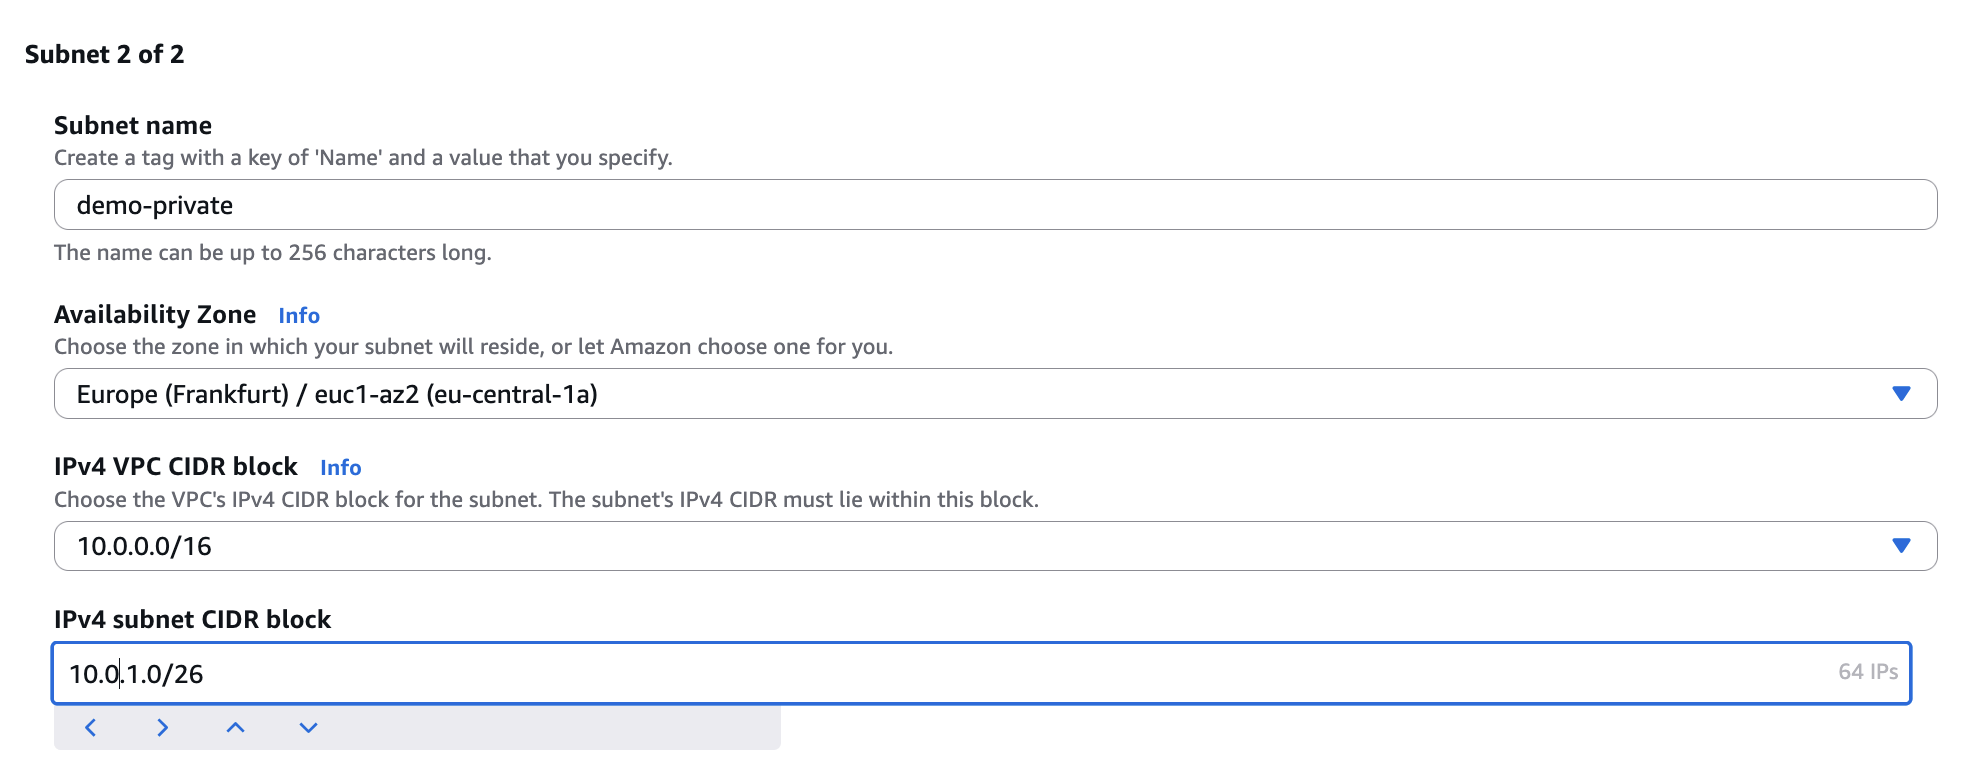 Subnet 2 of 2
Subnet name
Create a tag with a key of 'Name' and a value that you specify.
demo-private
The name can be up to 256 characters long.
Availability Zone Info
Choose the zone in which your subnet will reside, or let Amazon choose one for you.
Europe (Frankfurt) / euc1-az2 (eu-central-1a)
IPv4 VPC CIDR block Info
Choose the VPC's IPv4 CIDR block for the subnet. The subnet's IPv4 CIDR must lie within this block.
10.0.0.0/16
IPv4 subnet CIDR block
10.0.1.0/26 64 IPs